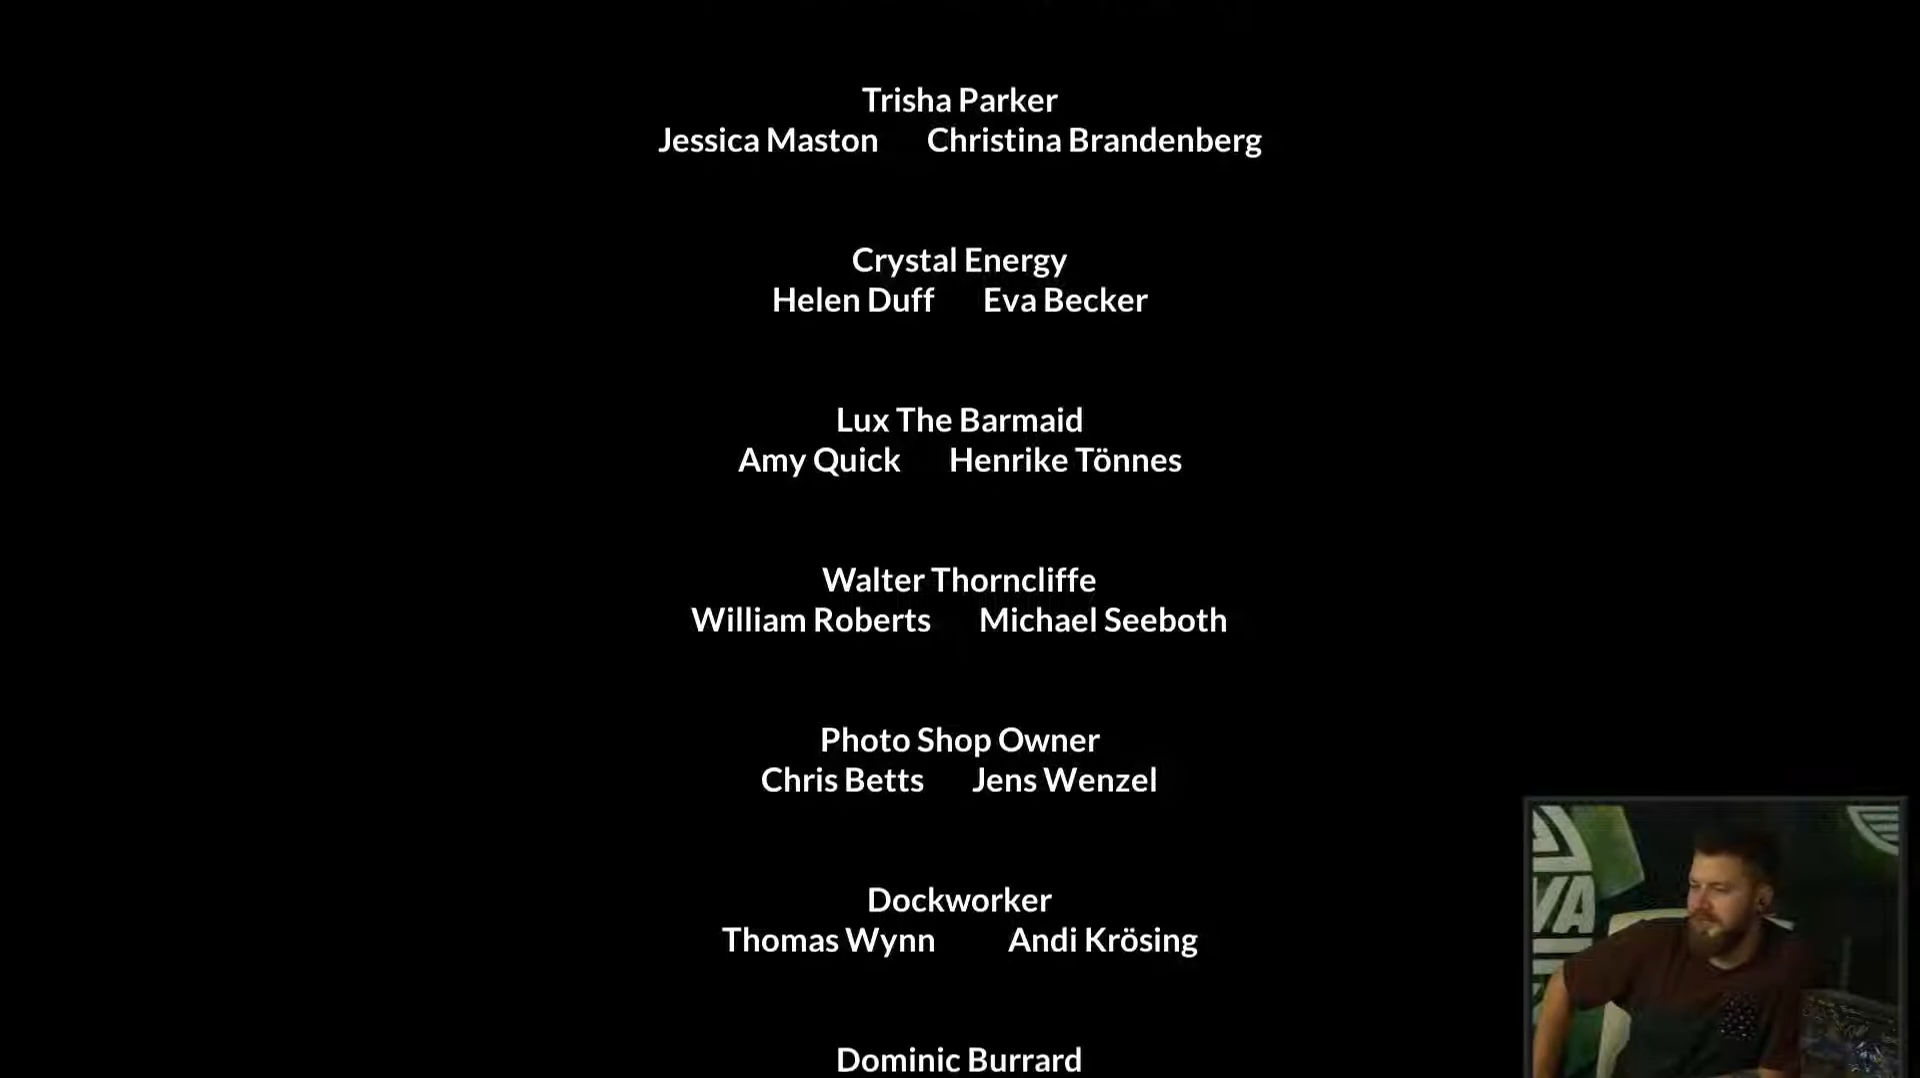 Trisha Parker
Jessica Maston Christina Brandenberg
Crystal Energy
Helen Duff Eva Becker
Lux The Barmaid
Amy Quick Henrike Tönnes
Walter Thorncliffe
William Roberts Michael Seeboth
Photo Shop Owner
Chris Betts Jens Wenzel
Dockworker
Thomas Wynn Andi Krösing
Dominic Burrard